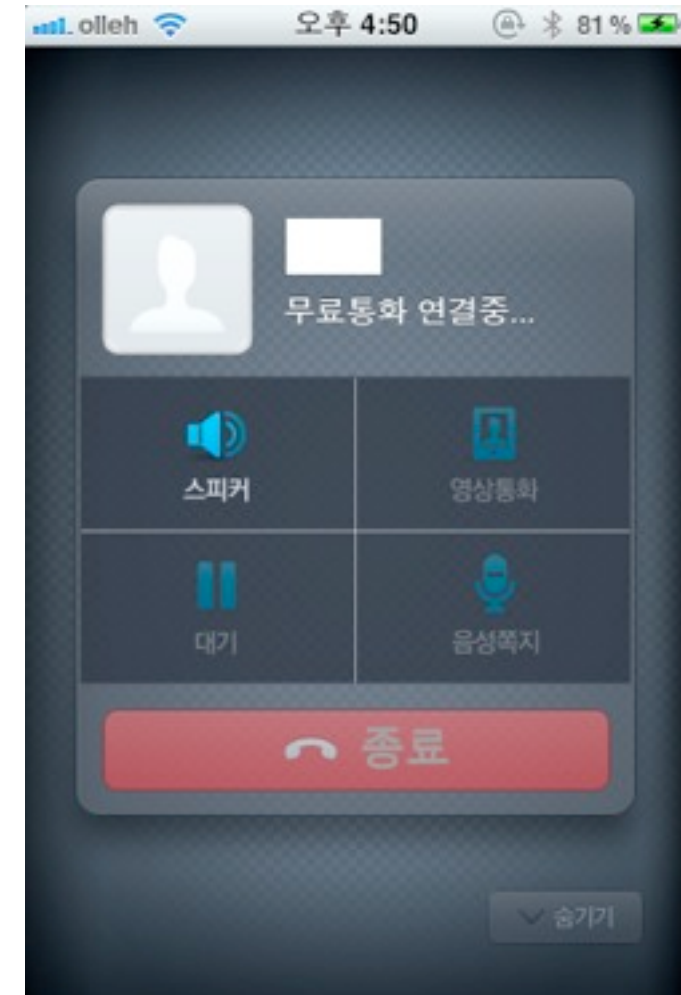 olleh 오후 4:50 81%
무료통화 연결중...
스피커 영상통화
대기 음성쪽지
종료
숨기기